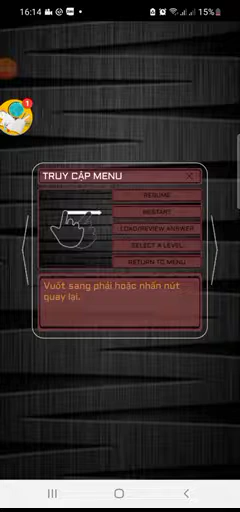 16:14
15%
1
TRUY CẬP MENU
RESUME
RESTART
LOAD/REVIEW ANSWER
SELECT A LEVEL
RETURN TO MENU
Vuốt sang phải hoặc nhấn nút
quay lại.